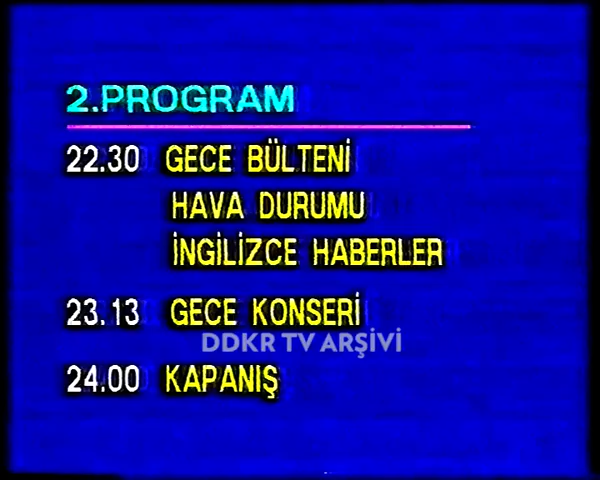 2.PROGRAM
22.30 GECE BÜLTENİ
HAVA DURUMU
İNGİLİZCE HABERLER
23.13 GECE KONSERİ
DDKR TV ARŞİVİ
24.00 KAPANIŞ